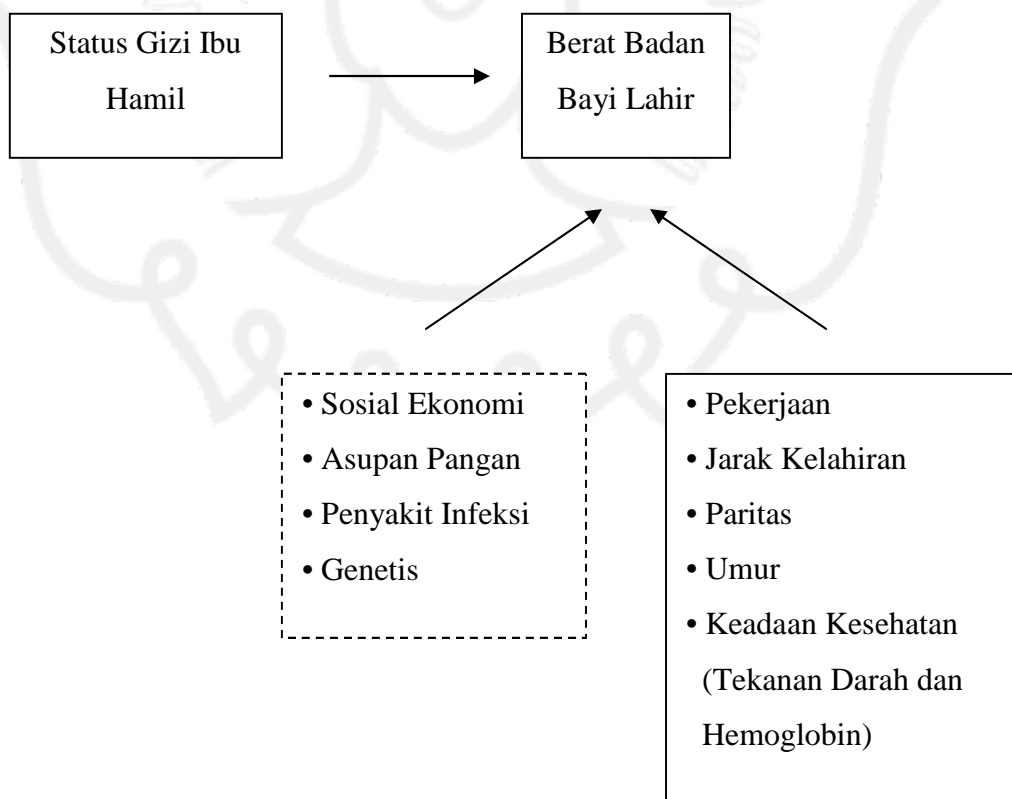 Status Gizi Ibu
Hamil
Berat Badan
Bayi Lahir
• Sosial Ekonomi
• Asupan Pangan
• Penyakit Infeksi
• Genetis
• Pekerjaan
• Jarak Kelahiran
• Paritas
• Umur
• Keadaan Kesehatan
(Tekanan Darah dan
Hemoglobin)